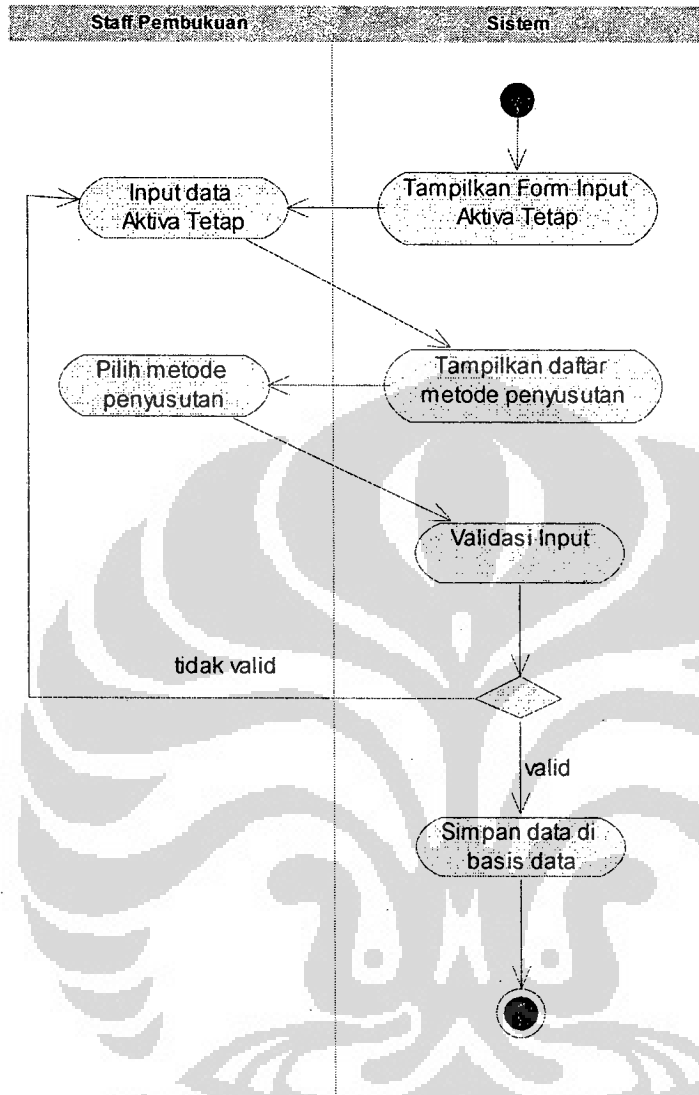 Staff Pembukuan
Sistem
Input data
Aktiva Tetap
Tampilkan Form Input
Aktiva Tetap
Pilih metode
penyusutan
Tampilkan daftar
metode penyusutan
Validasi Input
tidak valid
valid
Simpan data di
basis data